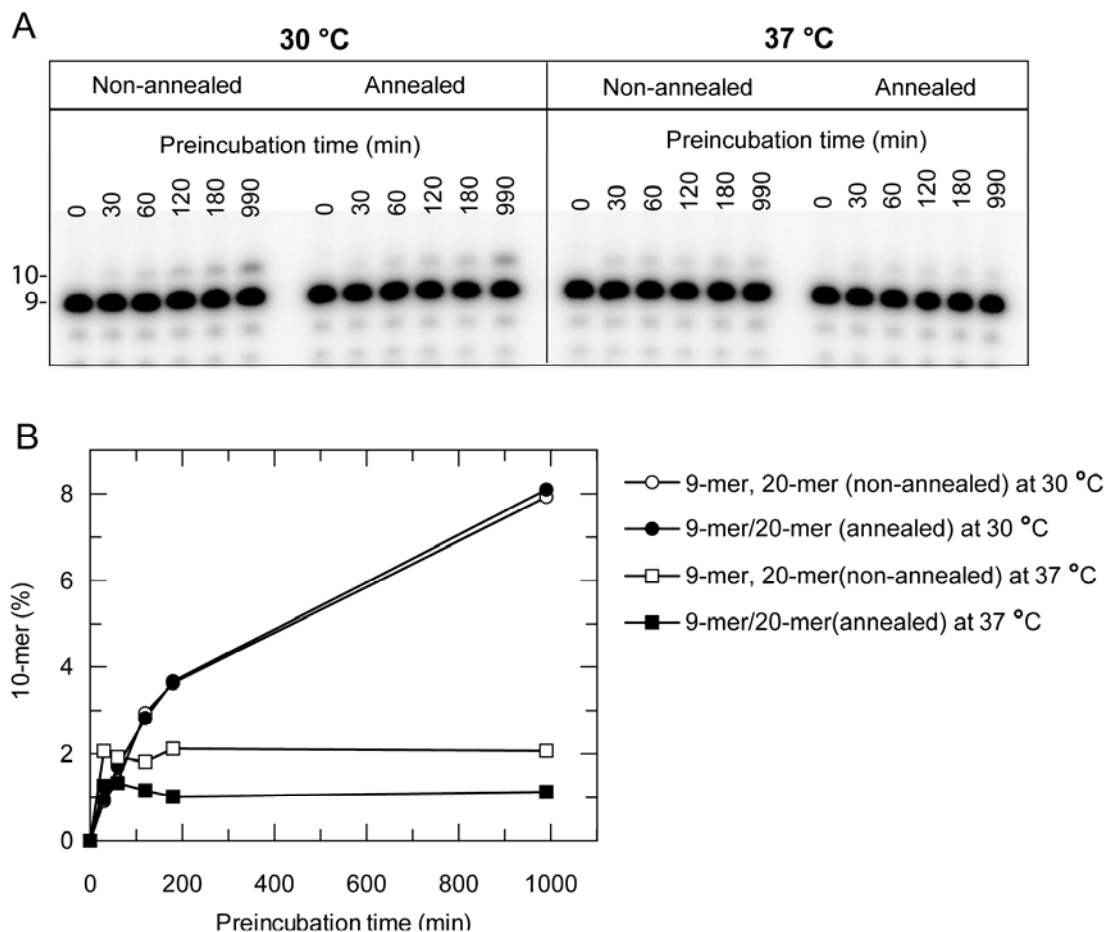 A
30 °C 37 °C
Non-annealed Annealed Non-annealed Annealed
Preincubation time (min) Preincubation time (min)
0 30 60 120 180 990 0 30 60 120 180 990 0 30 60 120 180 990 0 30 60 120 180 990
10-
9-
B
8
6
4
2
0
10-mer (%)
0 200 400 600 800 1000
Preincubation time (min)
9-mer, 20-mer (non-annealed) at 30 °C
9-mer/20-mer (annealed) at 30 °C
9-mer, 20-mer(non-annealed) at 37 °C
9-mer/20-mer(annealed) at 37 °C